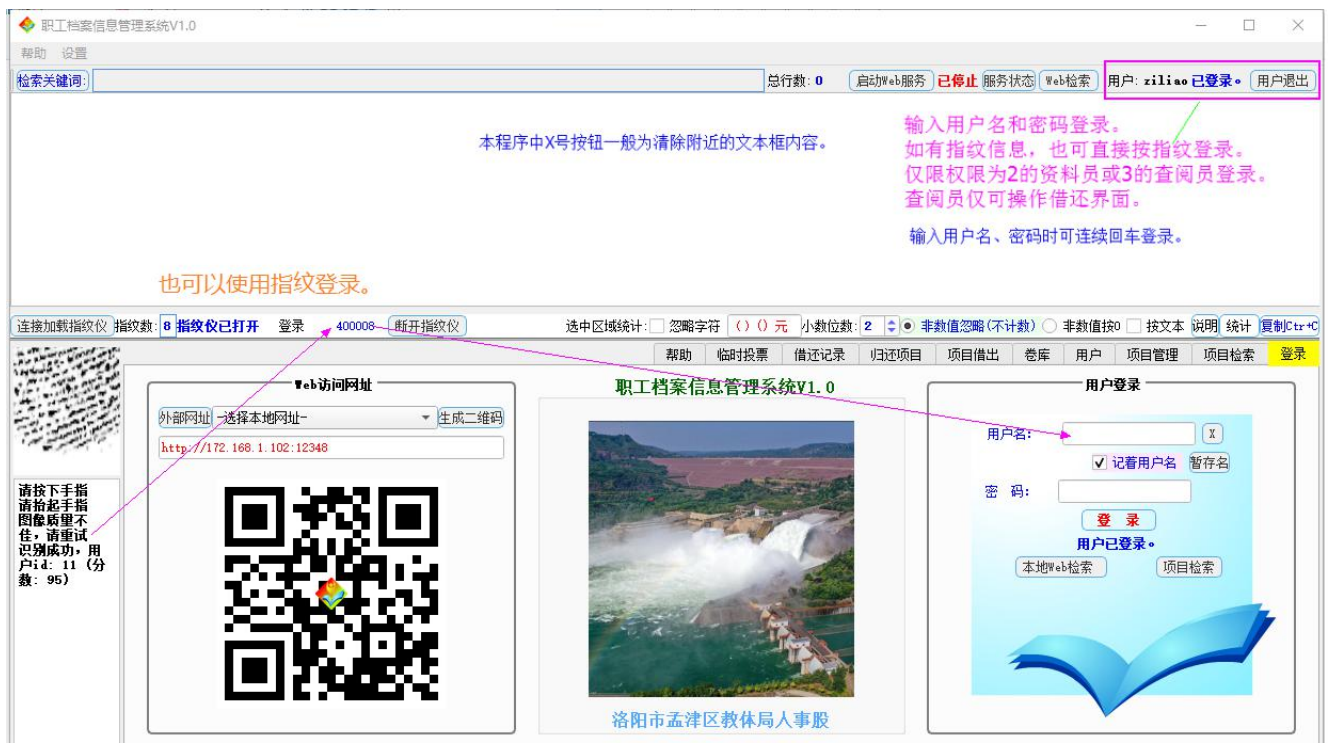 职工档案信息管理系统V1.0
帮助 设置
检索关键词: 总行数: 0 启动Web服务 已停止 服务状态 Web检索 用户: ziliao 已登录。 用户退出
输入用户名和密码登录。
本程序中X号按钮一般为清除附近的文本框内容。
如有指纹信息，也可直接按指纹登录。
仅限权限为2的资料员或3的查阅员登录。
查阅员仅可操作借还界面。
输入用户名、密码时可连续回车登录。
也可以使用指纹登录。
连接加载指纹仪 指纹数: 8 指纹仪已打开 登录 400008 断开指纹仪 选中区域统计: 忽略字符 ( ) () 元 小数位数: 2 非数值忽略(不计数) 非数值按0 按文本 说明 统计 复制Ctr+C
帮助 临时投票 借还记录 归还项目 项目借出 卷库 用户 项目管理 项目检索 登录
Web访问网址
外部网址 -选择本地网址- 生成二维码
http://172.168.1.102:12348
职工档案信息管理系统V1.0
用户登录
用户名: X
记着用户名 暂存名
密 码:
登 录
用户已登录。
本地Web检索 项目检索
请按下手指
请抬起手指
图像质量不
佳，请重试
识别成功，用
户id: 11 (分
数: 95)
洛阳市孟津区教体局人事股